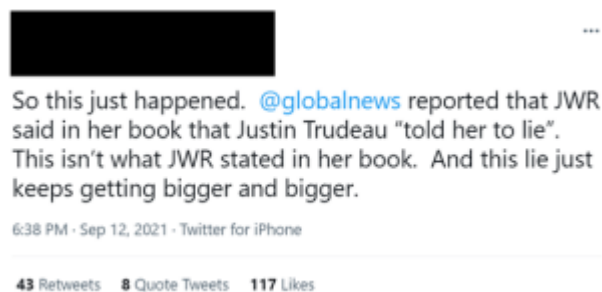 ...
So this just happened. @globalnews reported that JWR
said in her book that Justin Trudeau “told her to lie”.
This isn’t what JWR stated in her book. And this lie just
keeps getting bigger and bigger.
6:38 PM · Sep 12, 2021 · Twitter for iPhone
43 Retweets 8 Quote Tweets 117 Likes